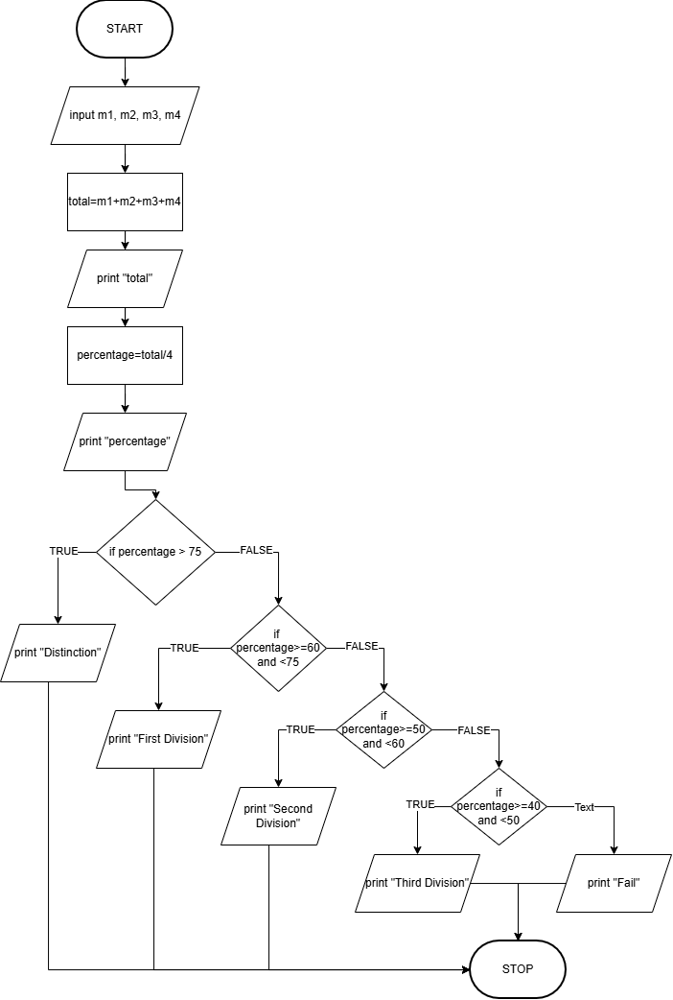 START
input m1, m2, m3, m4
total=m1+m2+m3+m4
print "total"
percentage=total/4
print "percentage"
if percentage > 75
TRUE
FALSE
print "Distinction"
if
percentage>=60
and <75
TRUE
FALSE
print "First Division"
if
percentage>=50
and <60
TRUE
FALSE
print "Second
Division"
if
percentage>=40
and <50
TRUE
Text
print "Third Division"
print "Fail"
STOP